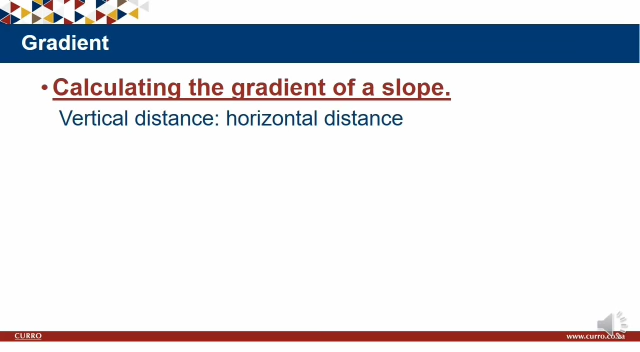 Gradient
• Calculating the gradient of a slope.
Vertical distance: horizontal distance
CURRO
www.curro.co.za